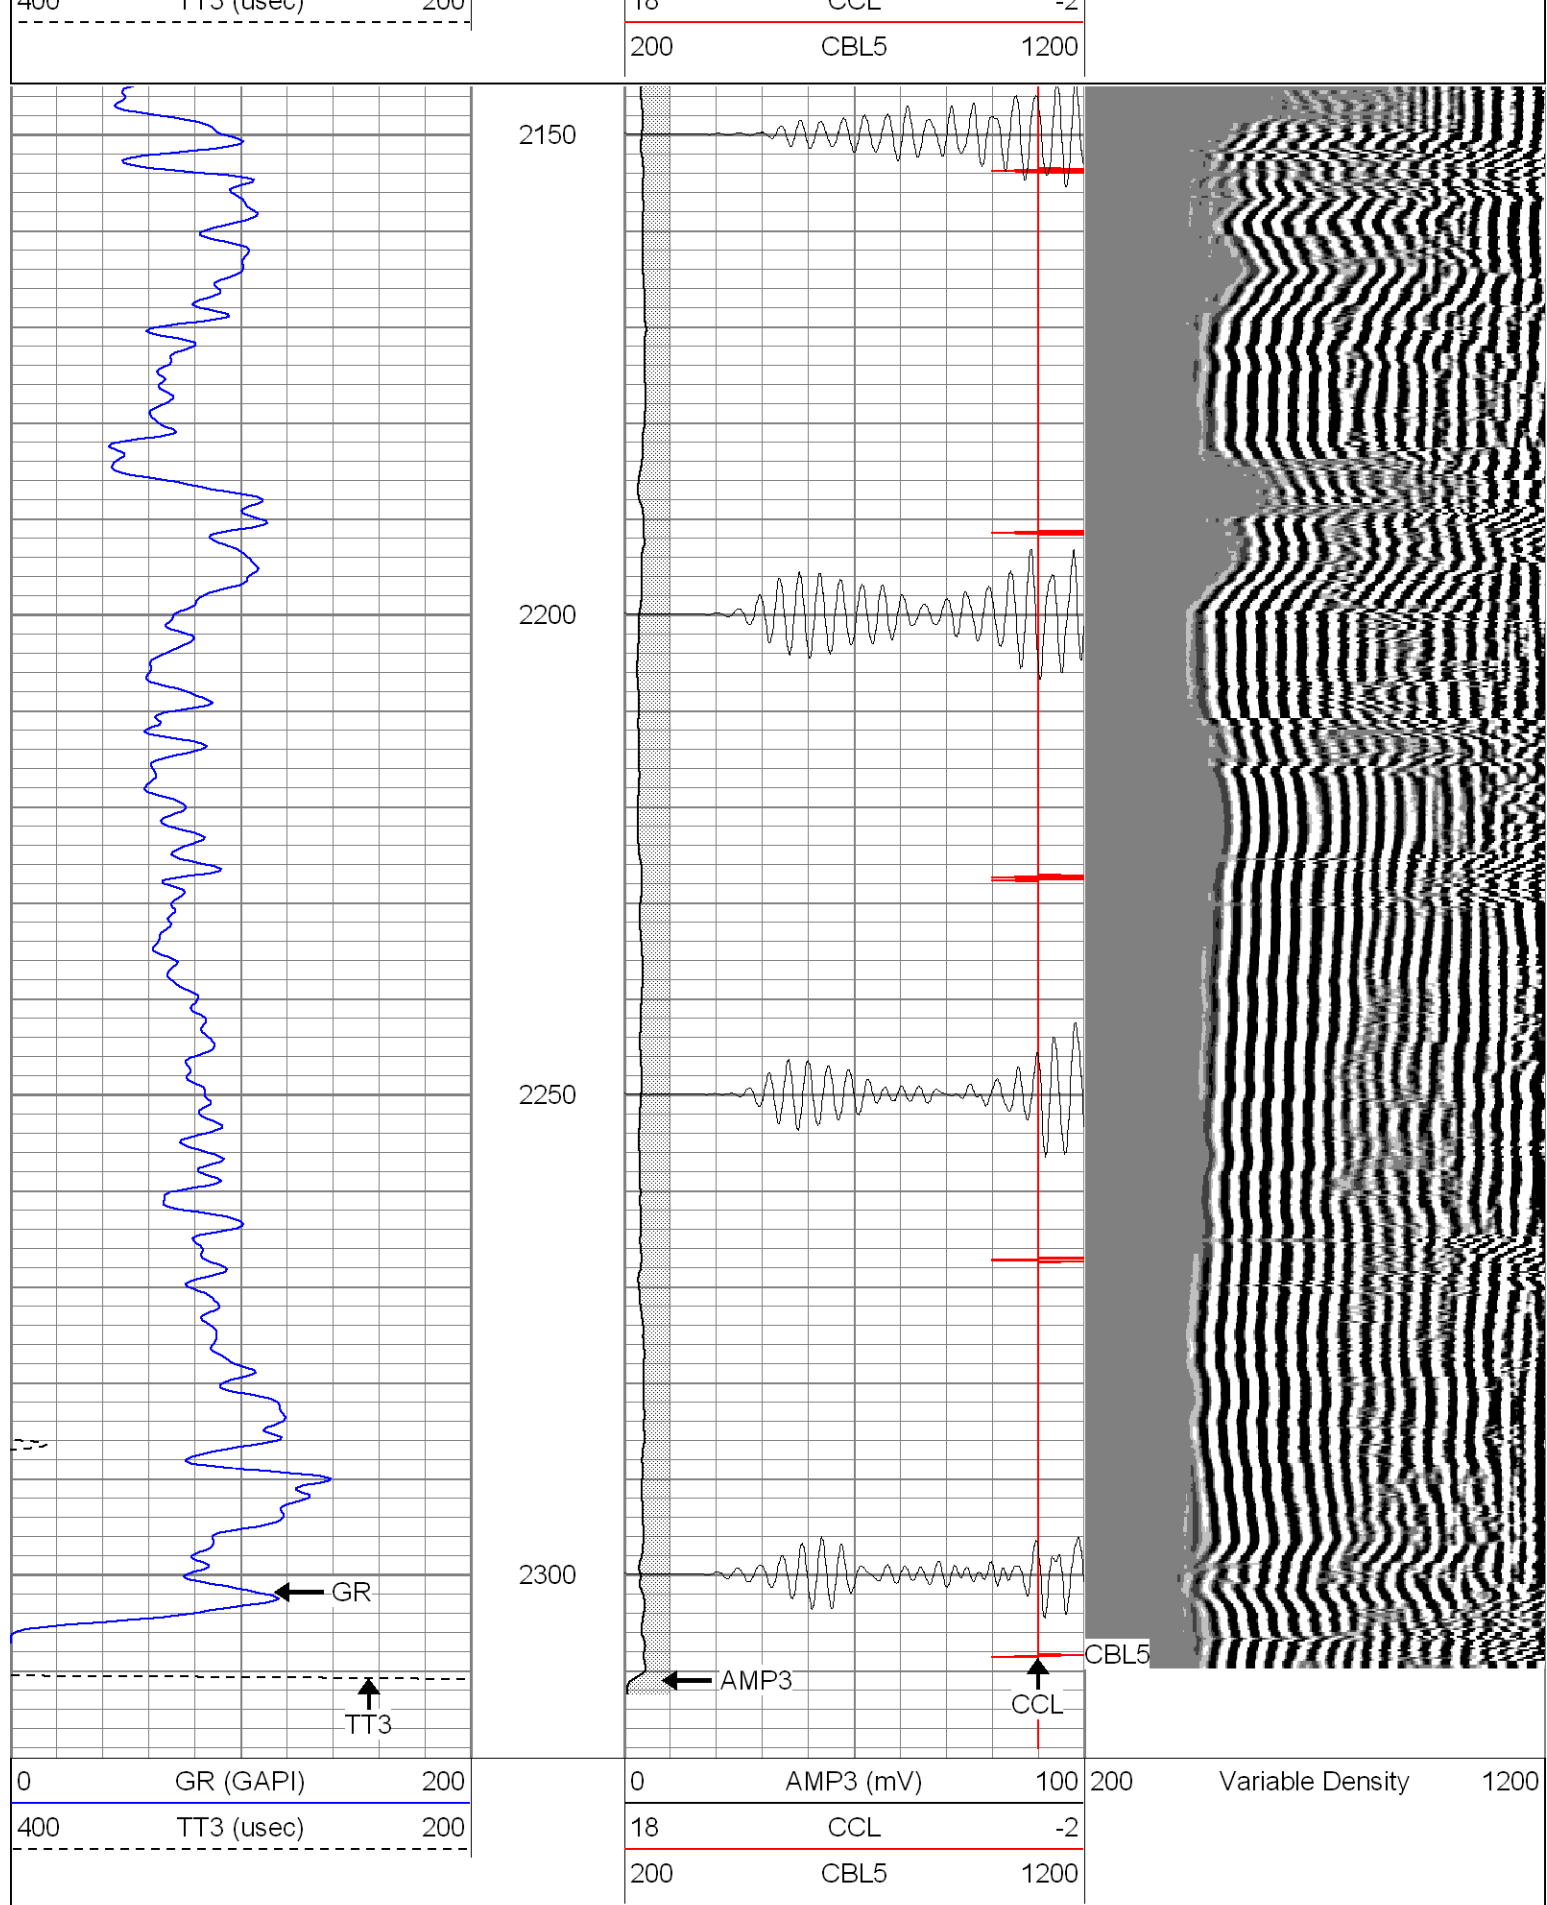 400 TT3 (usec) 200 18 CCL -2
200 CBL5 1200
2150
2200
2250
2300
GR
CBL5
AMP3
CCL
TT3
0 GR (GAPI) 200 0 AMP3 (mV) 100 200 Variable Density 1200
400 TT3 (usec) 200 18 CCL -2
200 CBL5 1200